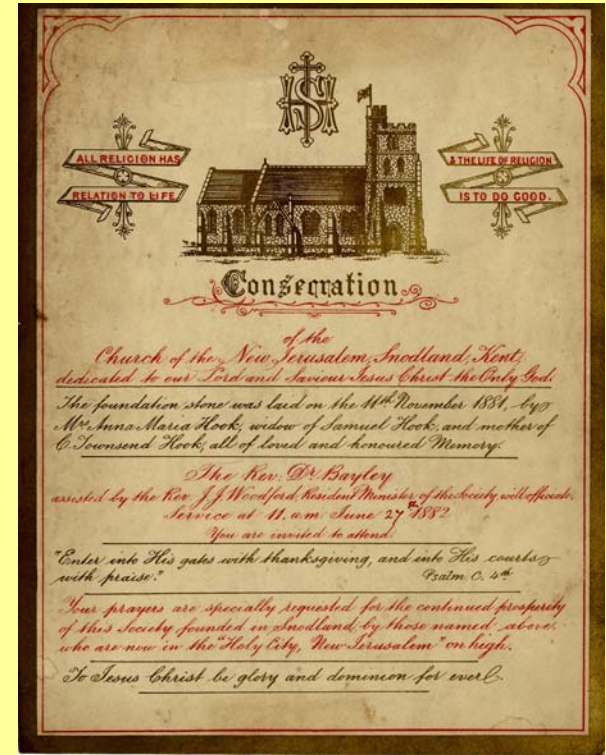 IHS
ALL RELIGION HAS
RELATION TO LIFE
& THE LIFE OF RELIGION
IS TO DO GOOD.
Consecration
of the
Church of the New Jerusalem, Snodland, Kent,
dedicated to our Lord and Saviour Jesus Christ the Only God.
The foundation stone was laid on the 11th November 1881, by
Mrs Anna Maria Hook, widow of Samuel Hook, and mother of
C. Townsend Hook, all of loved and honoured Memory.
The Rev. Dr Bayley
assisted by the Rev. J. J. Woodford, Resident Minister of the Society, will officiate.
Service at 11. a.m. June 27th 1882
You are invited to attend.
"Enter into His gates with thanksgiving, and into His courts
with praise." Psalm C. 4th
Your prayers are specially requested for the continued prosperity
of this Society founded in Snodland, by those named above,
who are now in the "Holy City, New Jerusalem" on high.
To Jesus Christ be glory and dominion for ever